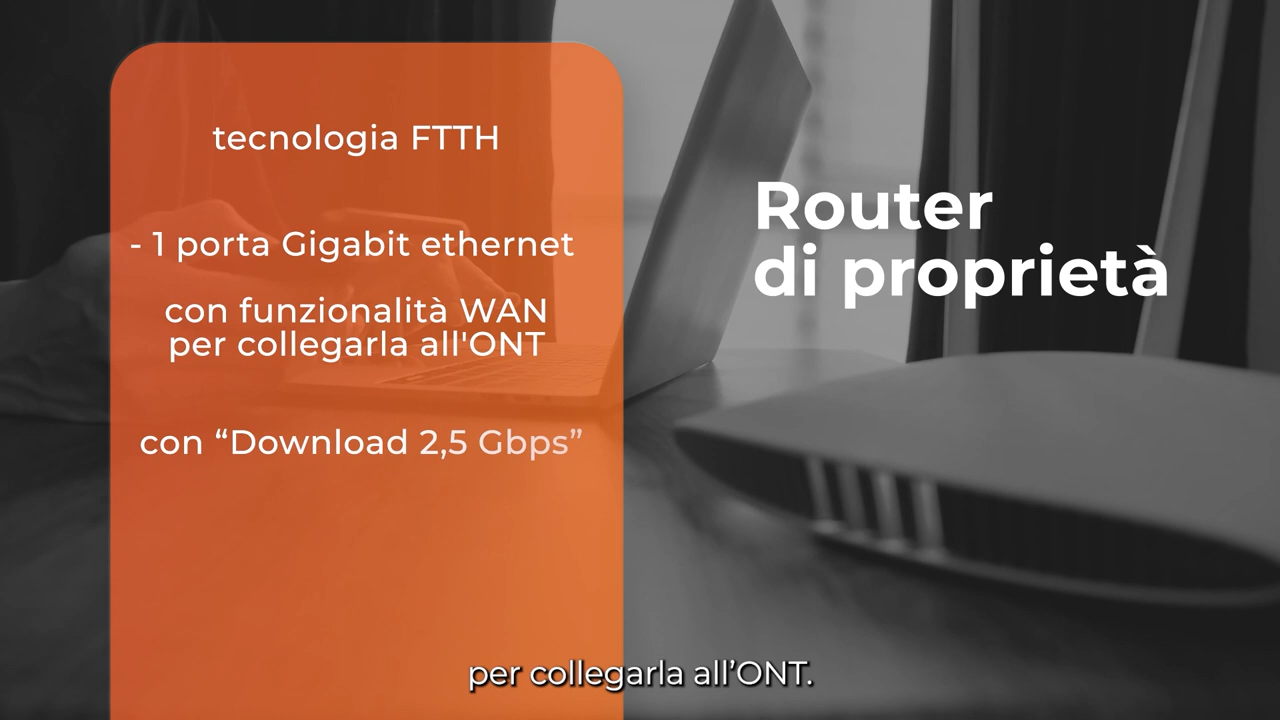 tecnologia FTTH
- 1 porta Gigabit ethernet
con funzionalità WAN
per collegarla all'ONT
con “Download 2,5 Gbps”
Router
di proprietà
per collegarla all’ONT.